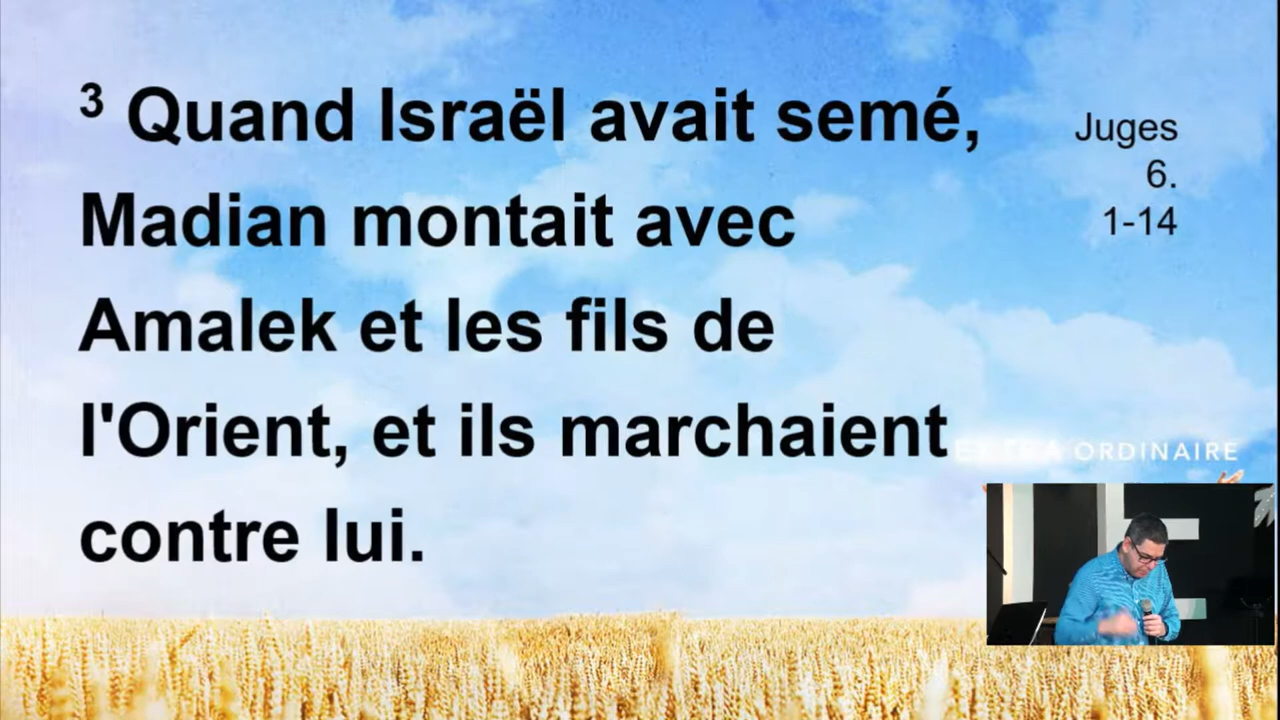 3 Quand Israël avait semé,
Madian montait avec
Amalek et les fils de
l'Orient, et ils marchaient
contre lui.
Juges
6.
1-14
EXTRA ORDINAIRE